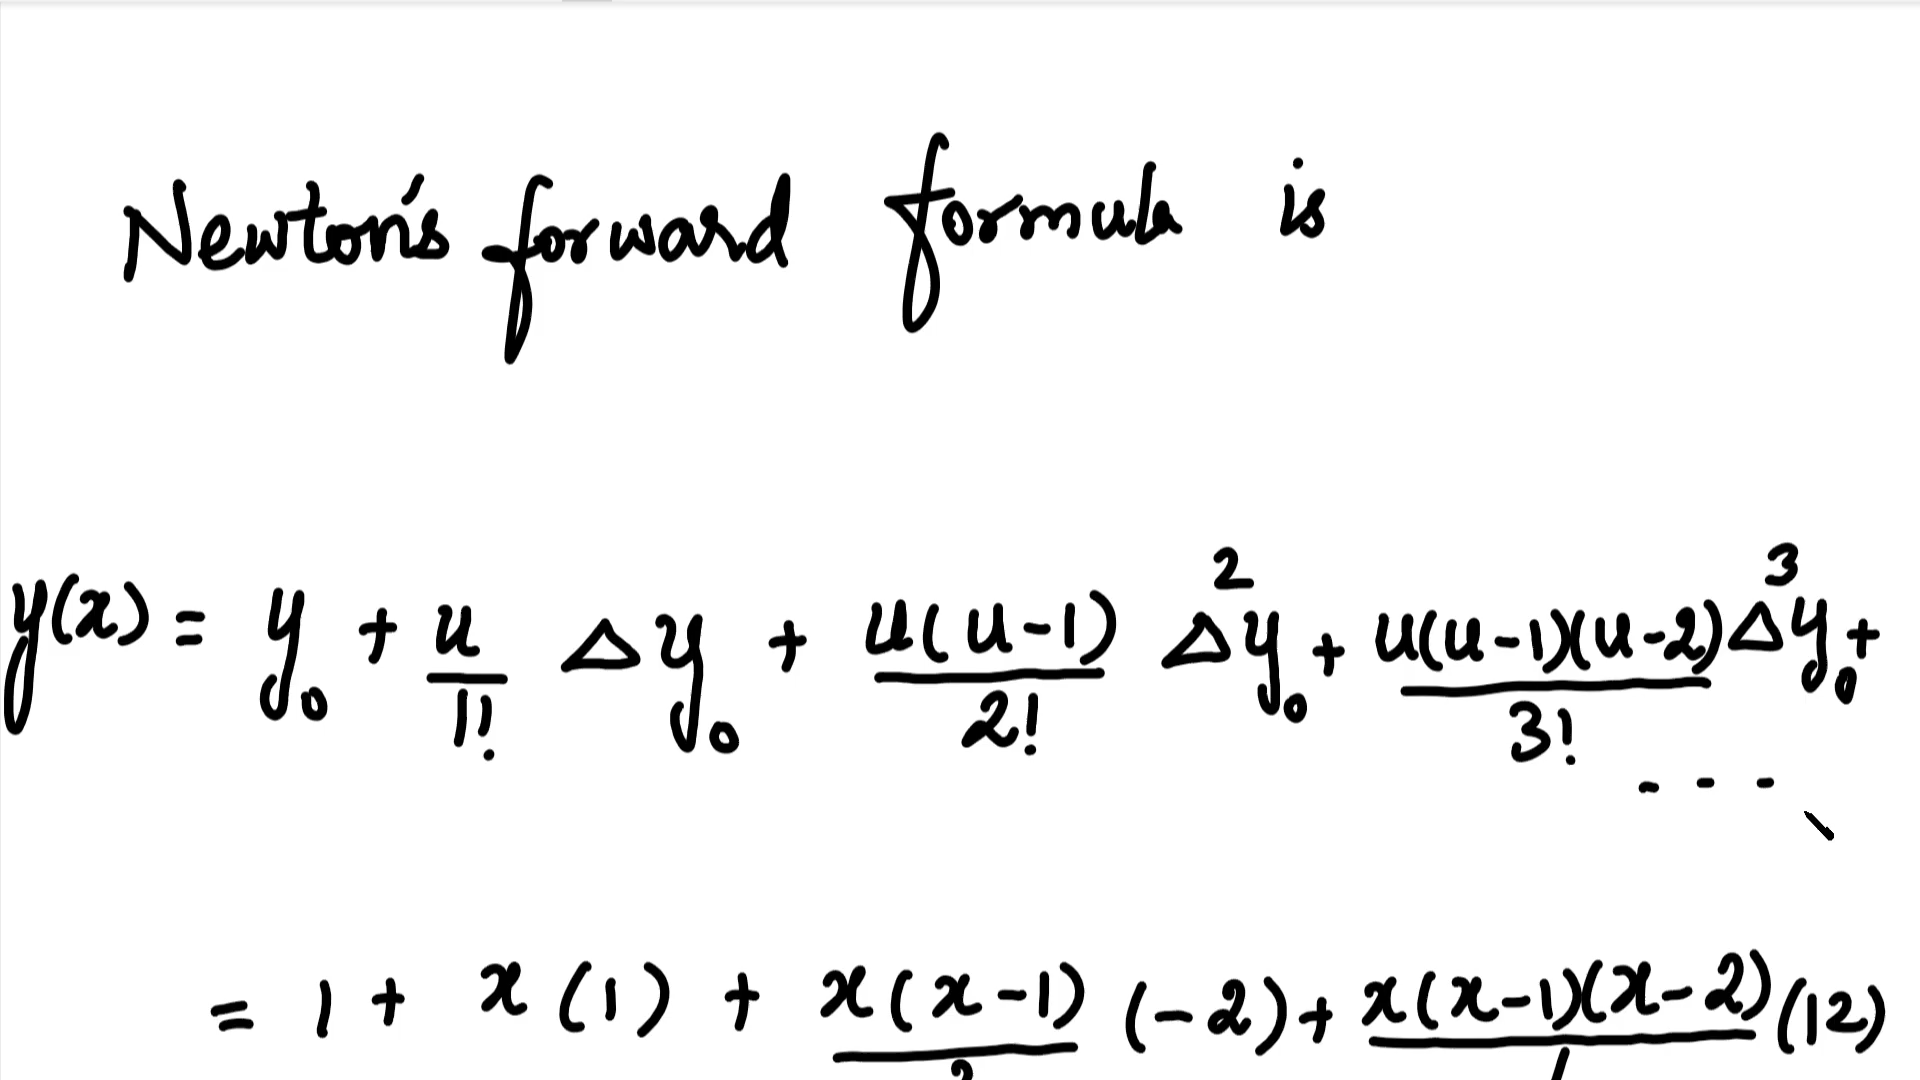 Newton's forward formula is
y(x) = y₀ + u/1! Δy₀ + u(u-1)/2! Δ²y₀ + u(u-1)(u-2)/3! Δ³y₀ +
- - -
= 1 + x(1) + x(x-1)/2 (-2) + x(x-1)(x-2) (12)